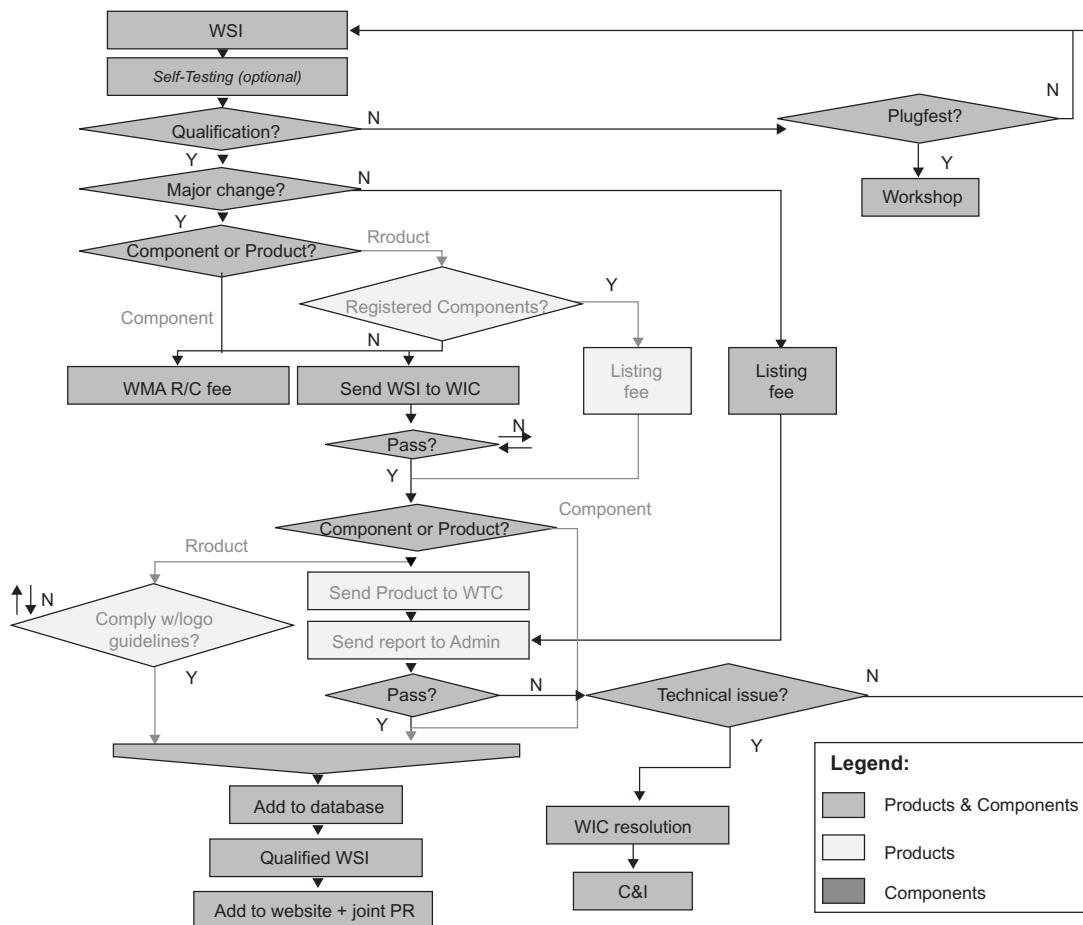 WSI
Self-Testing (optional)
N
Qualification?
N
Plugfest?
Y
Y
Major change?
N
Workshop
Y
Component or Product?
Rroduct
Y
Registered Components?
Component
N
WMA R/C fee
Send WSI to WIC
Listing
fee
Listing
fee
Pass?
N
Y
Component
Component or Product?
Rroduct
N
Send Product to WTC
Comply w/logo
guidelines?
Send report to Admin
Y
Pass?
N
Technical issue?
N
Y
Y
Add to database
WIC resolution
Qualified WSI
C&I
Add to website + joint PR
Legend:
Products & Components
Products
Components